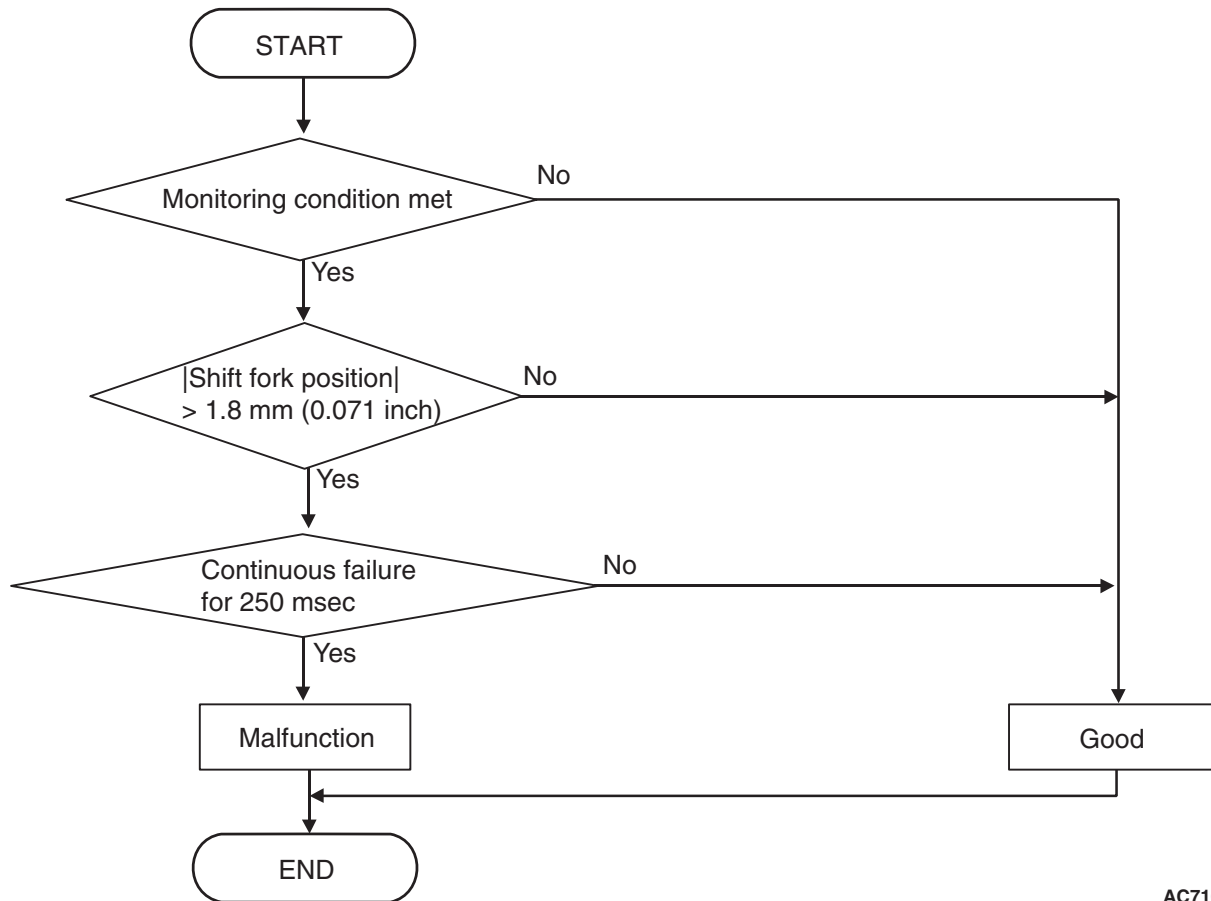 START
Monitoring condition met
No
Yes
|Shift fork position|
> 1.8 mm (0.071 inch)
No
Yes
Continuous failure
for 250 msec
No
Yes
Malfunction
Good
END
AC71